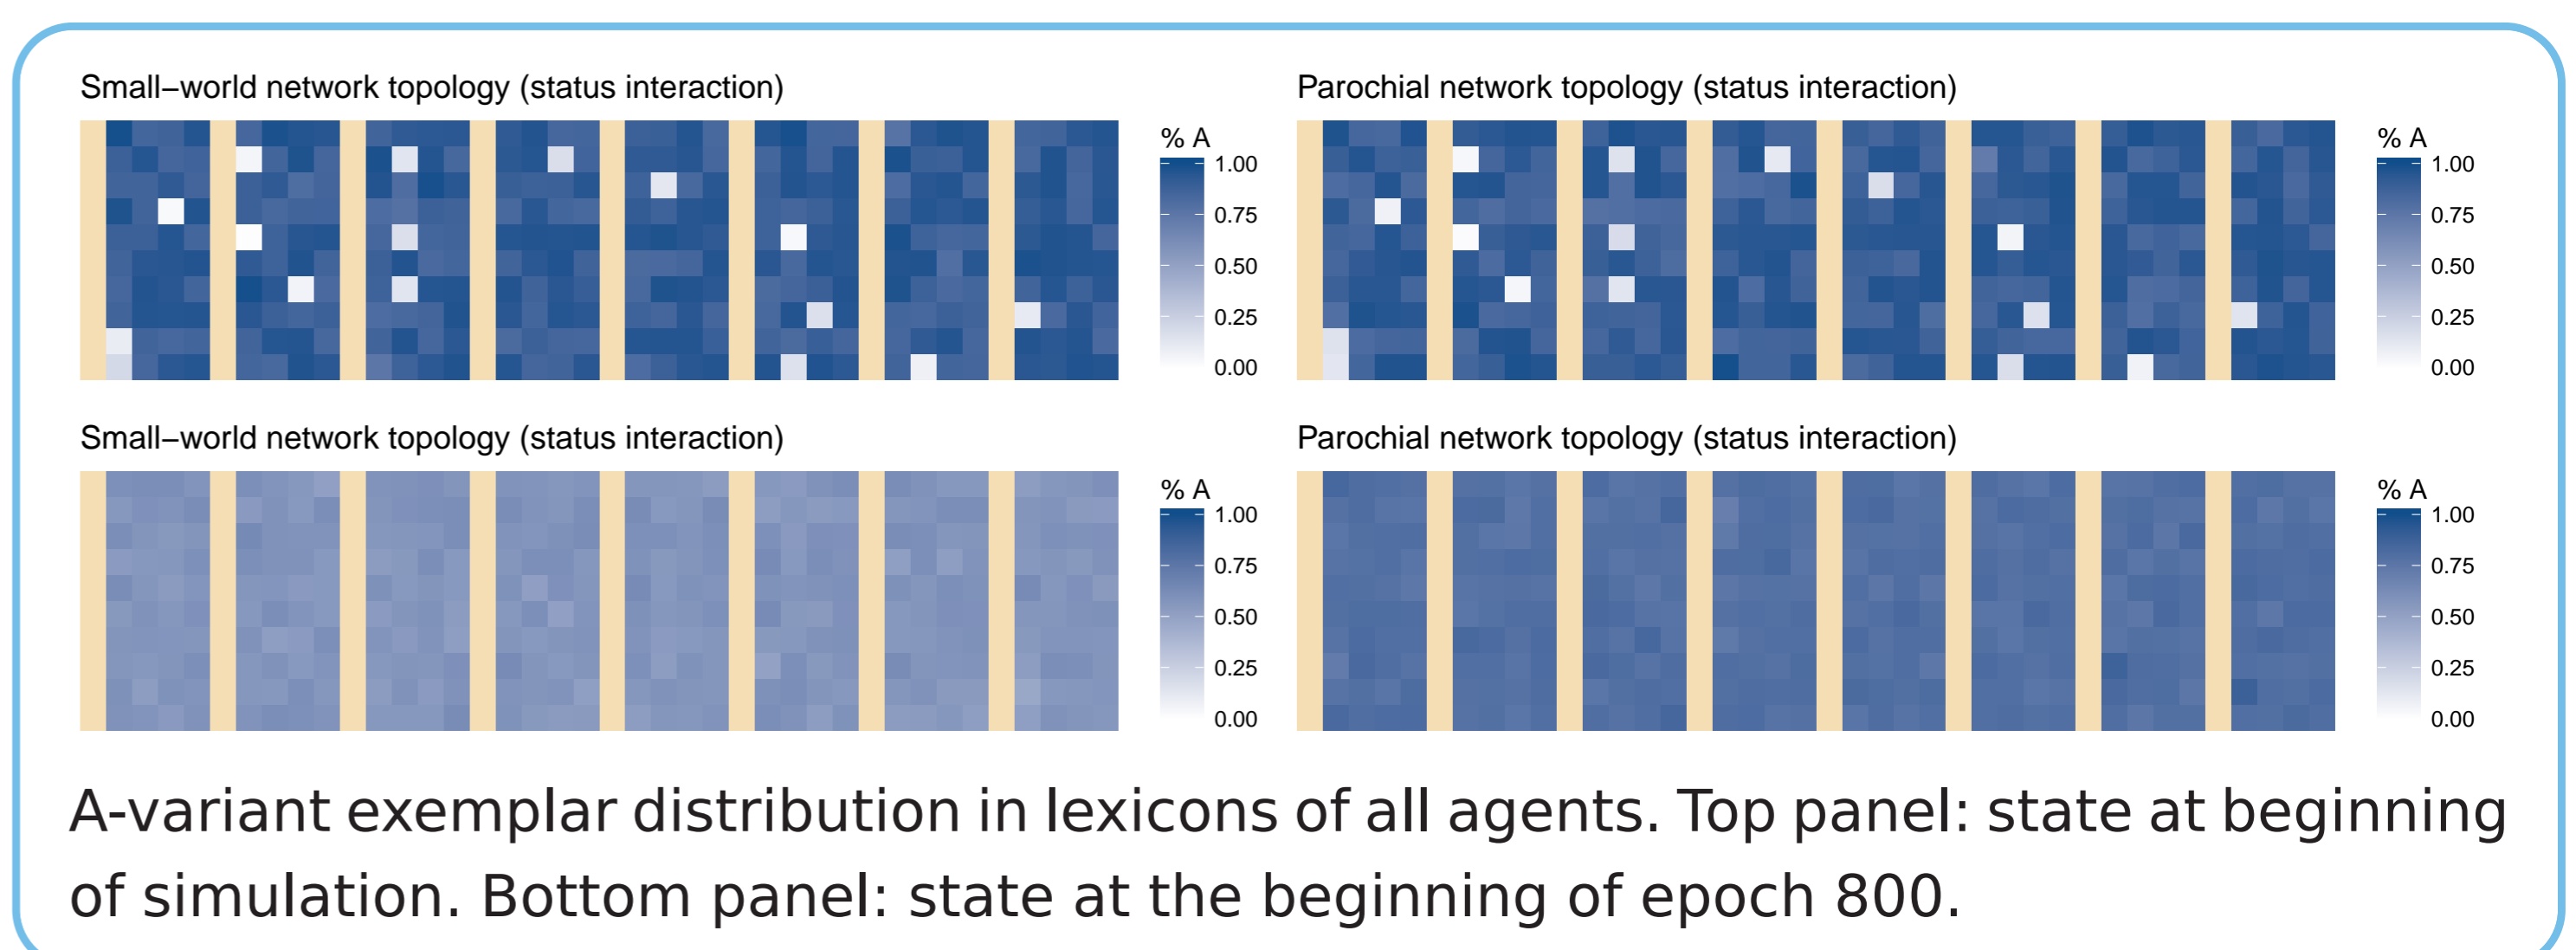 Small–world network topology (status interaction)
% A
1.00
0.75
0.50
0.25
0.00
Parochial network topology (status interaction)
% A
1.00
0.75
0.50
0.25
0.00
Small–world network topology (status interaction)
% A
1.00
0.75
0.50
0.25
0.00
Parochial network topology (status interaction)
% A
1.00
0.75
0.50
0.25
0.00
A-variant exemplar distribution in lexicons of all agents. Top panel: state at beginning
of simulation. Bottom panel: state at the beginning of epoch 800.